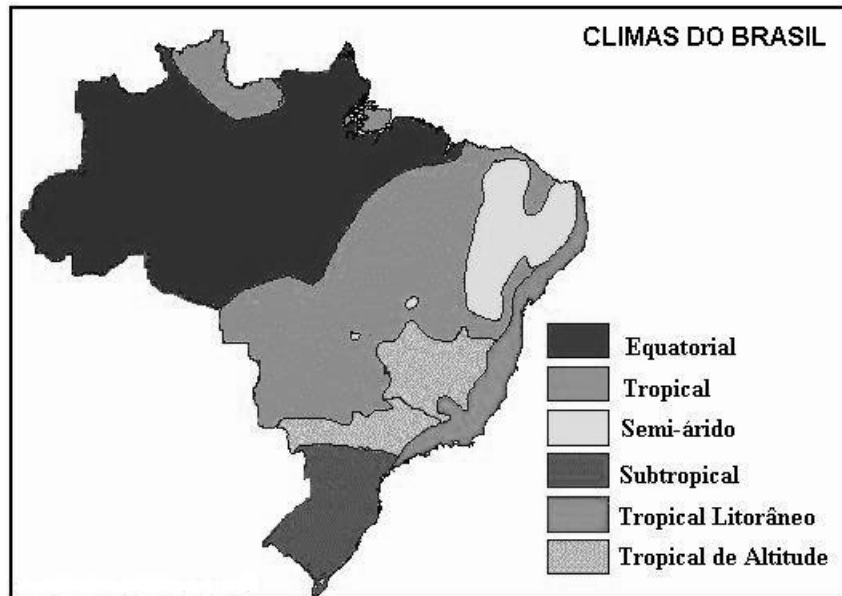 CLIMAS DO BRASIL
Equatorial
Tropical
Semi-árido
Subtropical
Tropical Litorâneo
Tropical de Altitude